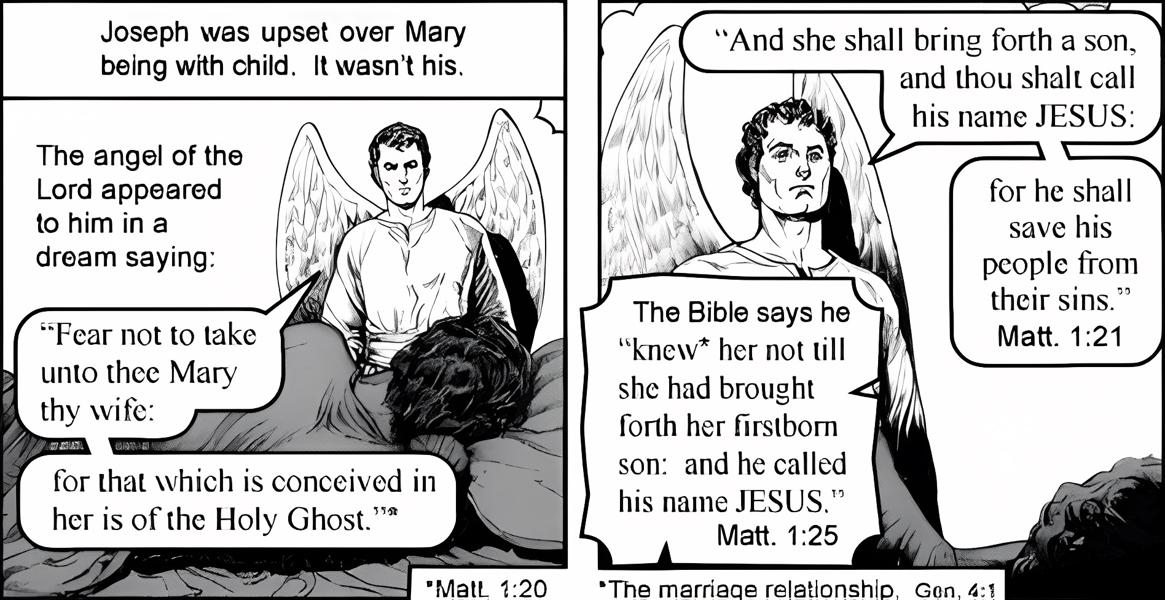 Joseph was upset over Mary
being with child. It wasn't his.
The angel of the
Lord appeared
to him in a
dream saying:
"Fear not to take
unto thee Mary
thy wife:
for that which is conceived in
her is of the Holy Ghost."*
*Matt. 1:20
"And she shall bring forth a son,
and thou shalt call
his name JESUS:
for he shall
save his
people from
their sins."
Matt. 1:21
The Bible says he
"knew* her not till
she had brought
forth her firstborn
son: and he called
his name JESUS."
Matt. 1:25
*The marriage relationship, Gen. 4:1